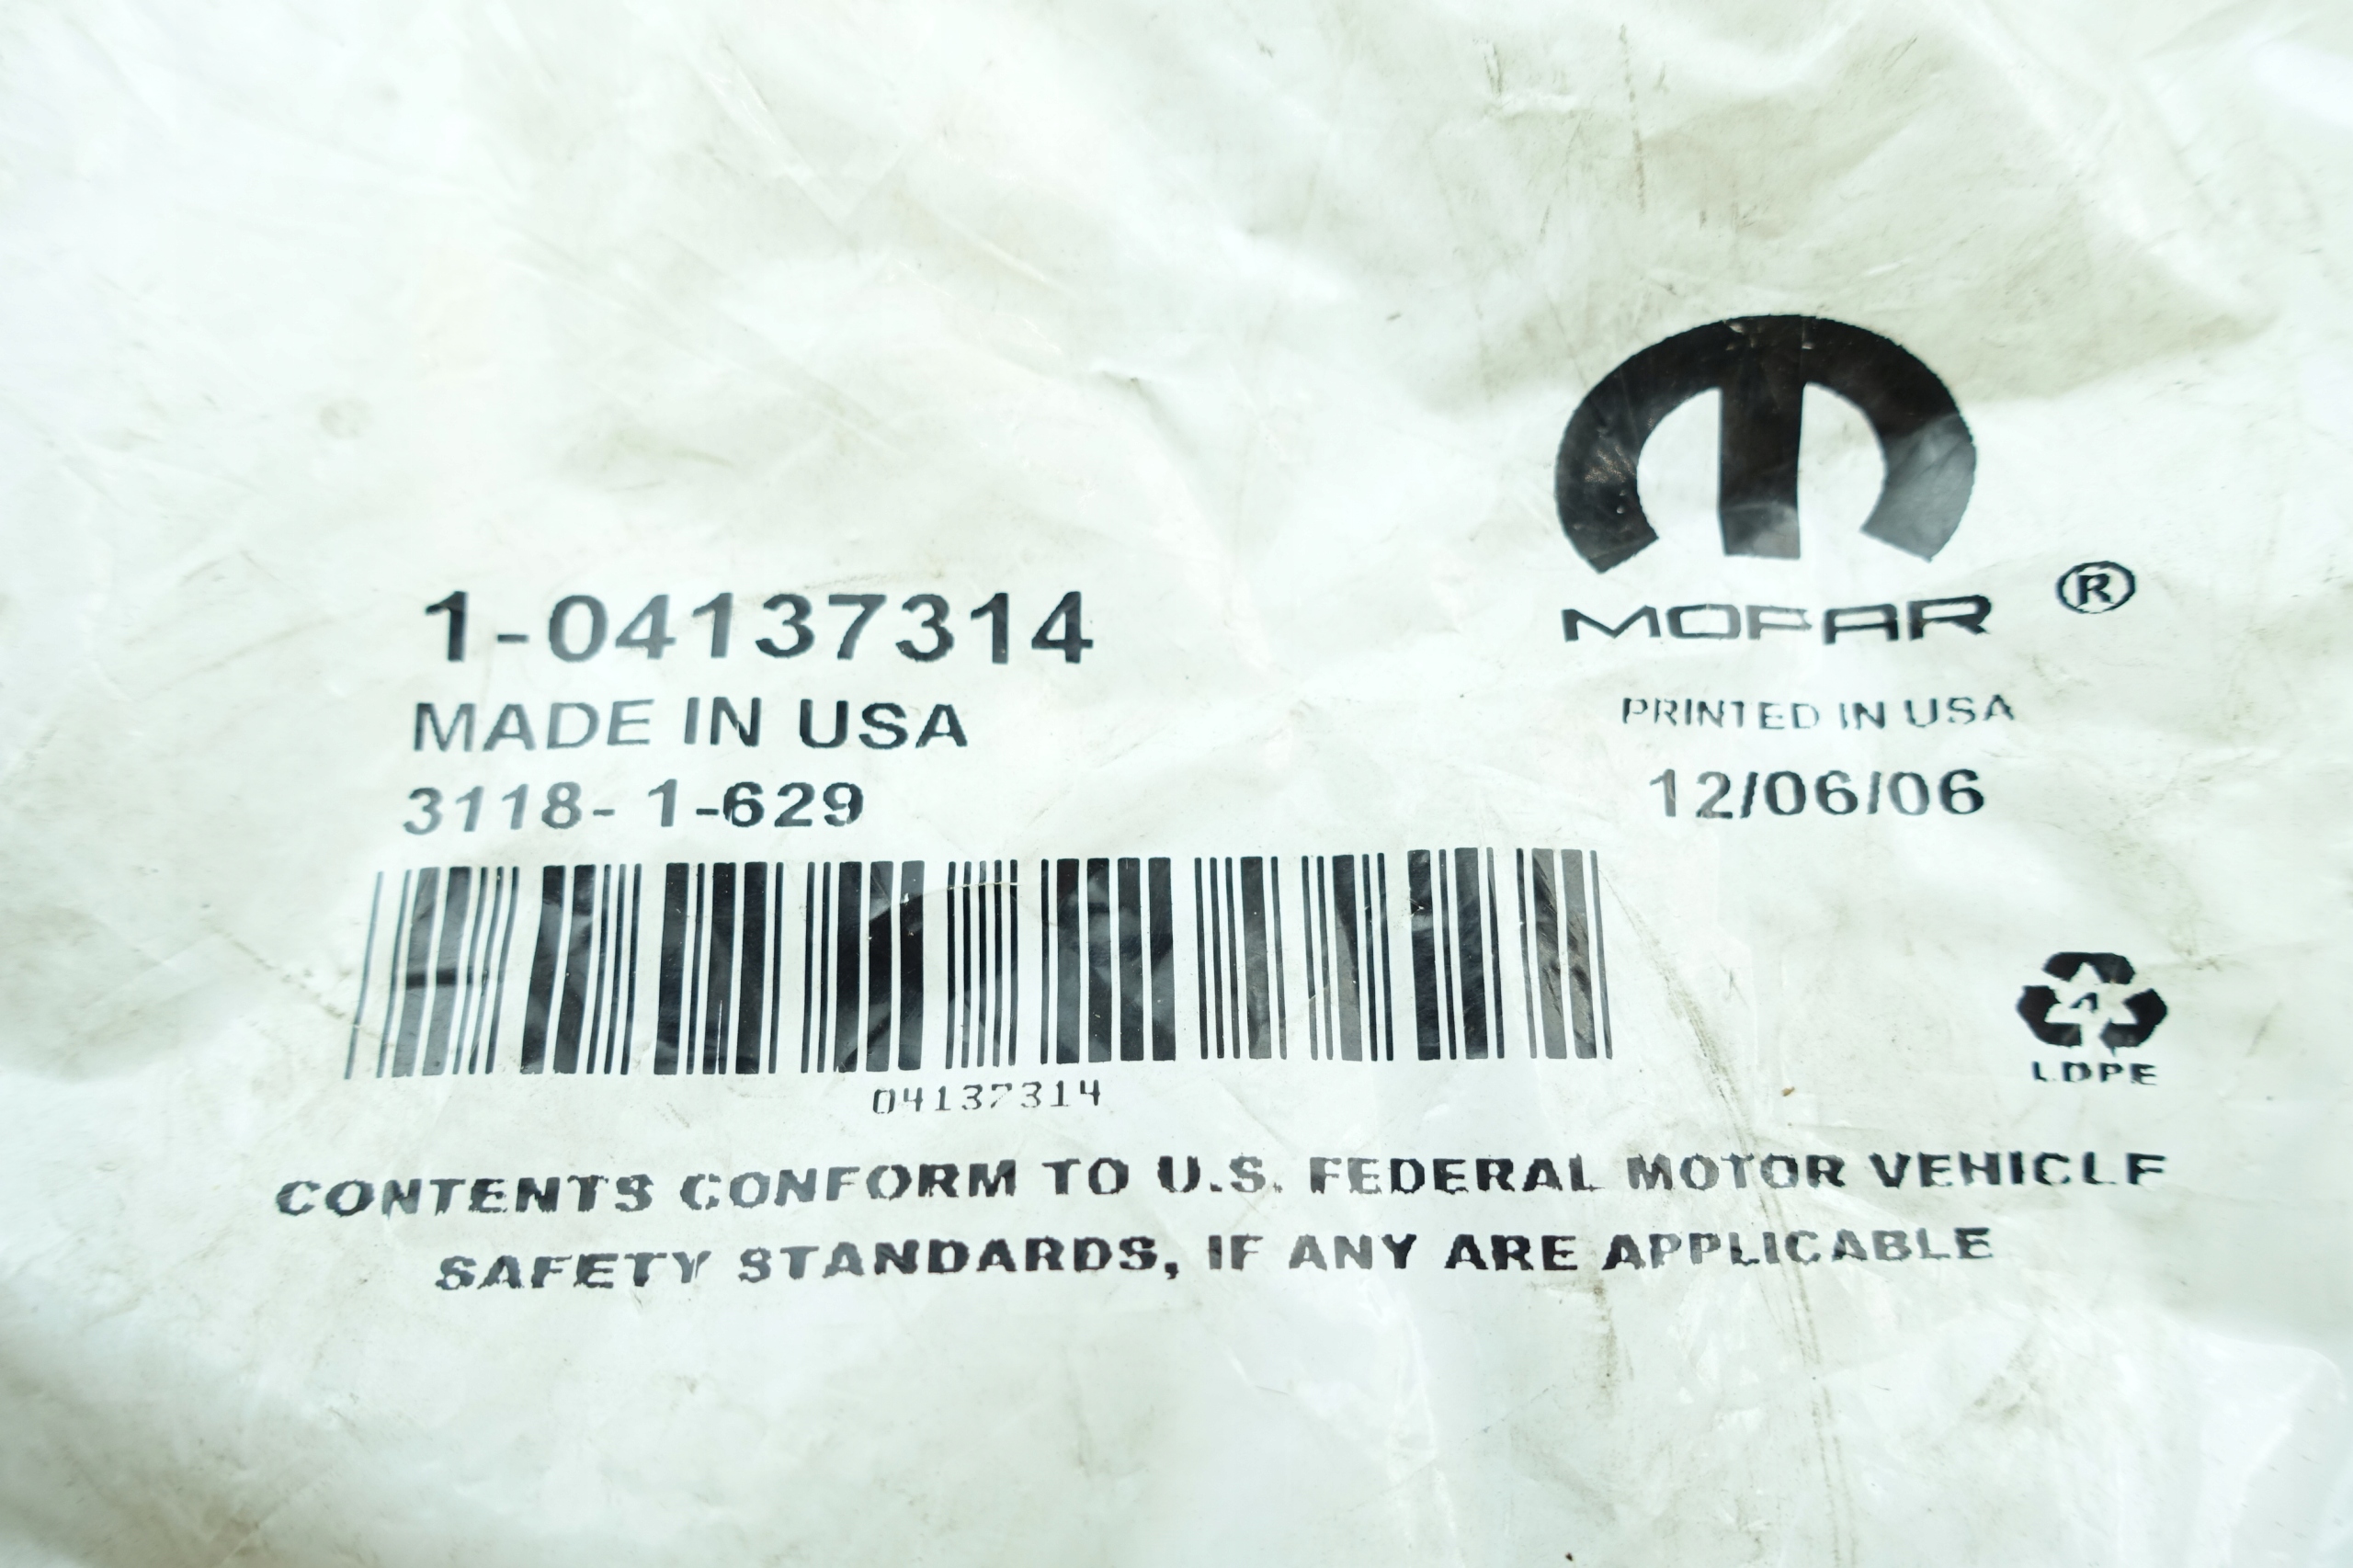 MOPAR ®
1-04137314
MADE IN USA
PRINTED IN USA
3118- 1-629
12/06/06
04137314
4
LDPE
CONTENTS CONFORM TO U.S. FEDERAL MOTOR VEHICLE
SAFETY STANDARDS, IF ANY ARE APPLICABLE